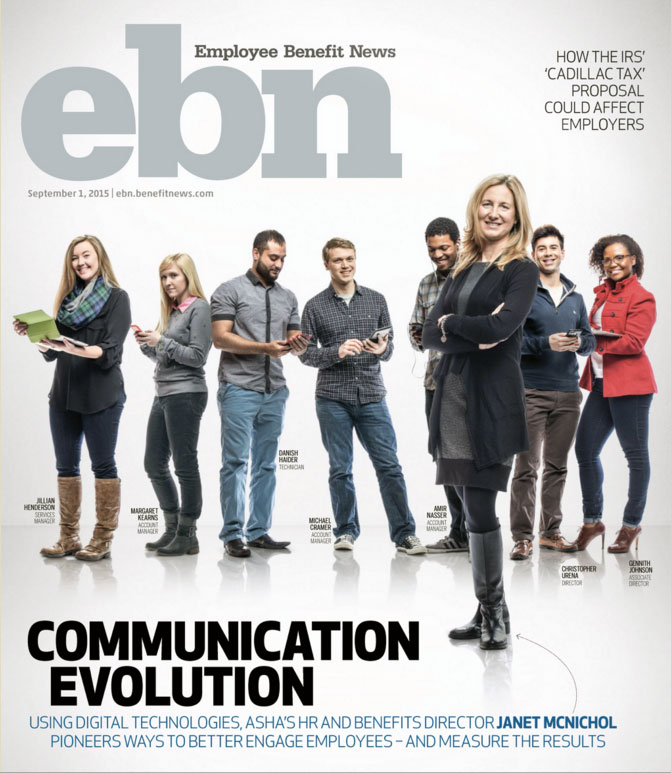 Employee Benefit News
ebn
September 1, 2015 | ebn.benefitnews.com
HOW THE IRS'
'CADILLAC TAX'
PROPOSAL
COULD AFFECT
EMPLOYERS
JILLIAN
HENDERSON
SERVICES
MANAGER
MARGARET
KEARNS
ACCOUNT
MANAGER
DANISH
HAIDER
TECHNICIAN
MICHAEL
CRAMER
ACCOUNT
MANAGER
AMIR
NASSER
ACCOUNT
MANAGER
CHRISTOPHER
URENA
DIRECTOR
GENNITH
JOHNSON
ASSOCIATE
DIRECTOR
COMMUNICATION
EVOLUTION
USING DIGITAL TECHNOLOGIES, ASHA'S HR AND BENEFITS DIRECTOR JANET MCNICHOL
PIONEERS WAYS TO BETTER ENGAGE EMPLOYEES – AND MEASURE THE RESULTS